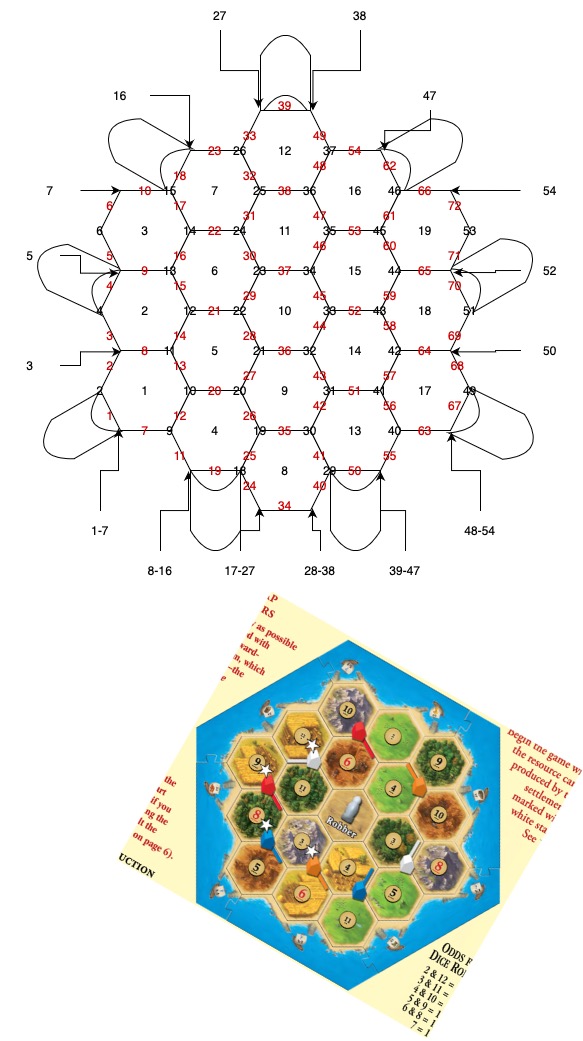 27 38
16 47
39
33 49
23 26 12 37 54
48 62
18 32
7 10 15 7 25 38 36 16 46 66 54
6 17 72
31 47 61
6 3 14 22 24 11 35 53 45 19 53
46 60
5 5 16 30 71
9 13 6 23 37 34 15 44 65 52
4 15 70
29 45 59
4 2 12 21 22 10 33 52 43 18 51
44 58
3 14 28 69
8 11 5 21 36 32 14 42 64 50
3 2 13 68
27 43 57
2 1 10 20 20 9 31 51 41 17 49
42 56 67
1 12 26
7 9 4 19 35 30 13 40 63
11 25 41 55
19 18 8 29 50
24 40
34
1-7 48-54
8-16 17-27 28-38 39-47
RS
as possible
d with
ward-
n, which
–the
10
9 6 9
11 4
8 Robber 10
3 3
5 4 8
6 5
11
begin the game w
the resource ca
produced by t
settlemen
marked wi
white sta
See
the
urt
if you
ng the
lt the
on page 6).
UCTION
ODDS F
DICE RO
2 & 12 =
3 & 11 =
4 & 10 =
5 & 9 = 1
6 & 8 = 1
7 = 1